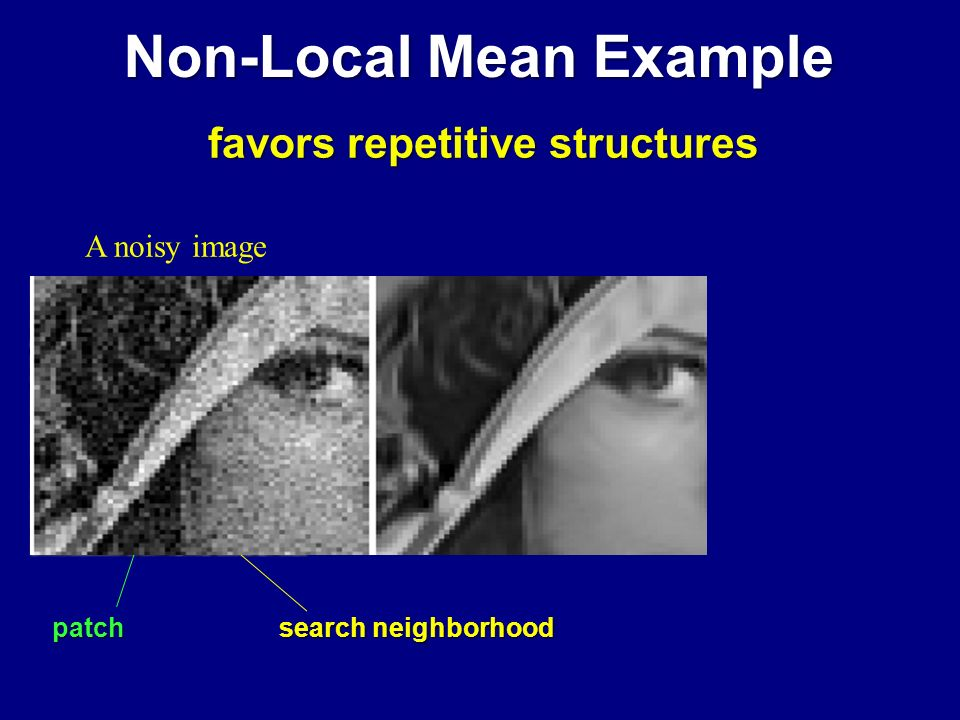 Non-Local Mean Example
favors repetitive structures
A noisy image
patch
search neighborhood